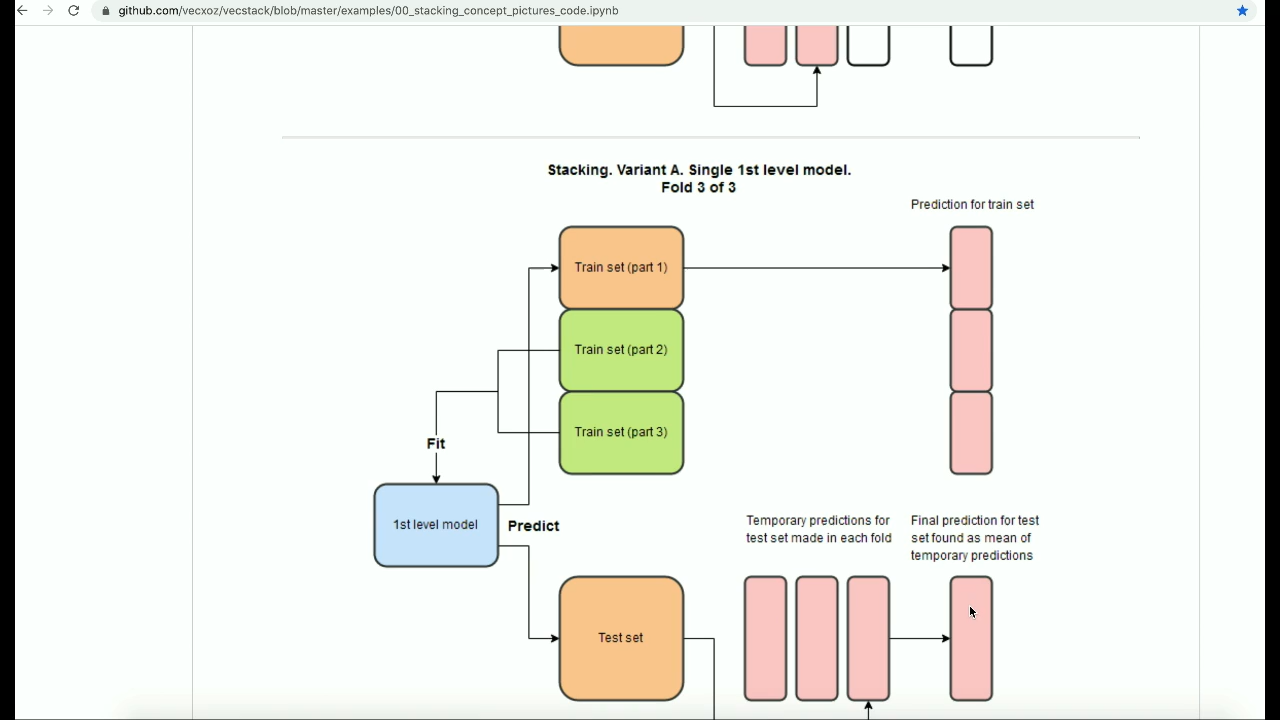 github.com/vecxoz/vecstack/blob/master/examples/00_stacking_concept_pictures_code.ipynb
Stacking. Variant A. Single 1st level model.
Fold 3 of 3
Prediction for train set
Train set (part 1)
Train set (part 2)
Train set (part 3)
Fit
1st level model
Predict
Temporary predictions for
test set made in each fold
Final prediction for test
set found as mean of
temporary predictions
Test set